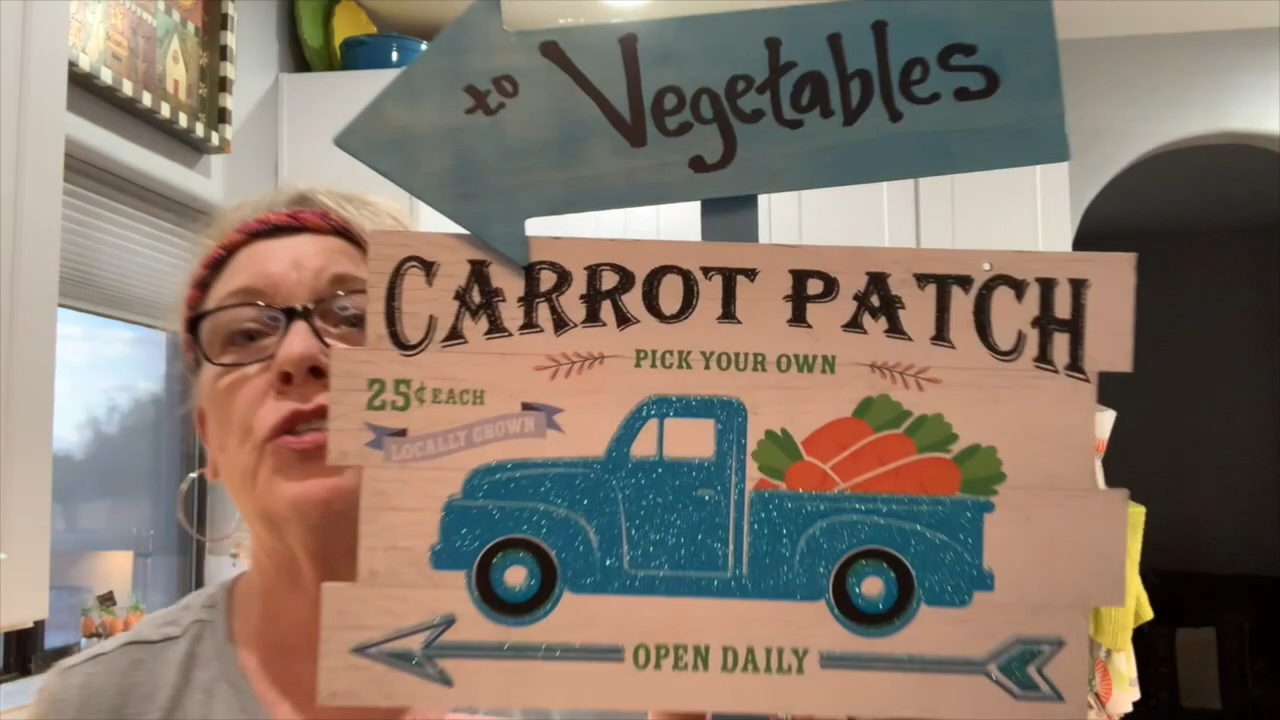 to Vegetables
CARROT PATCH
PICK YOUR OWN
25¢ EACH
LOCALLY GROWN
OPEN DAILY